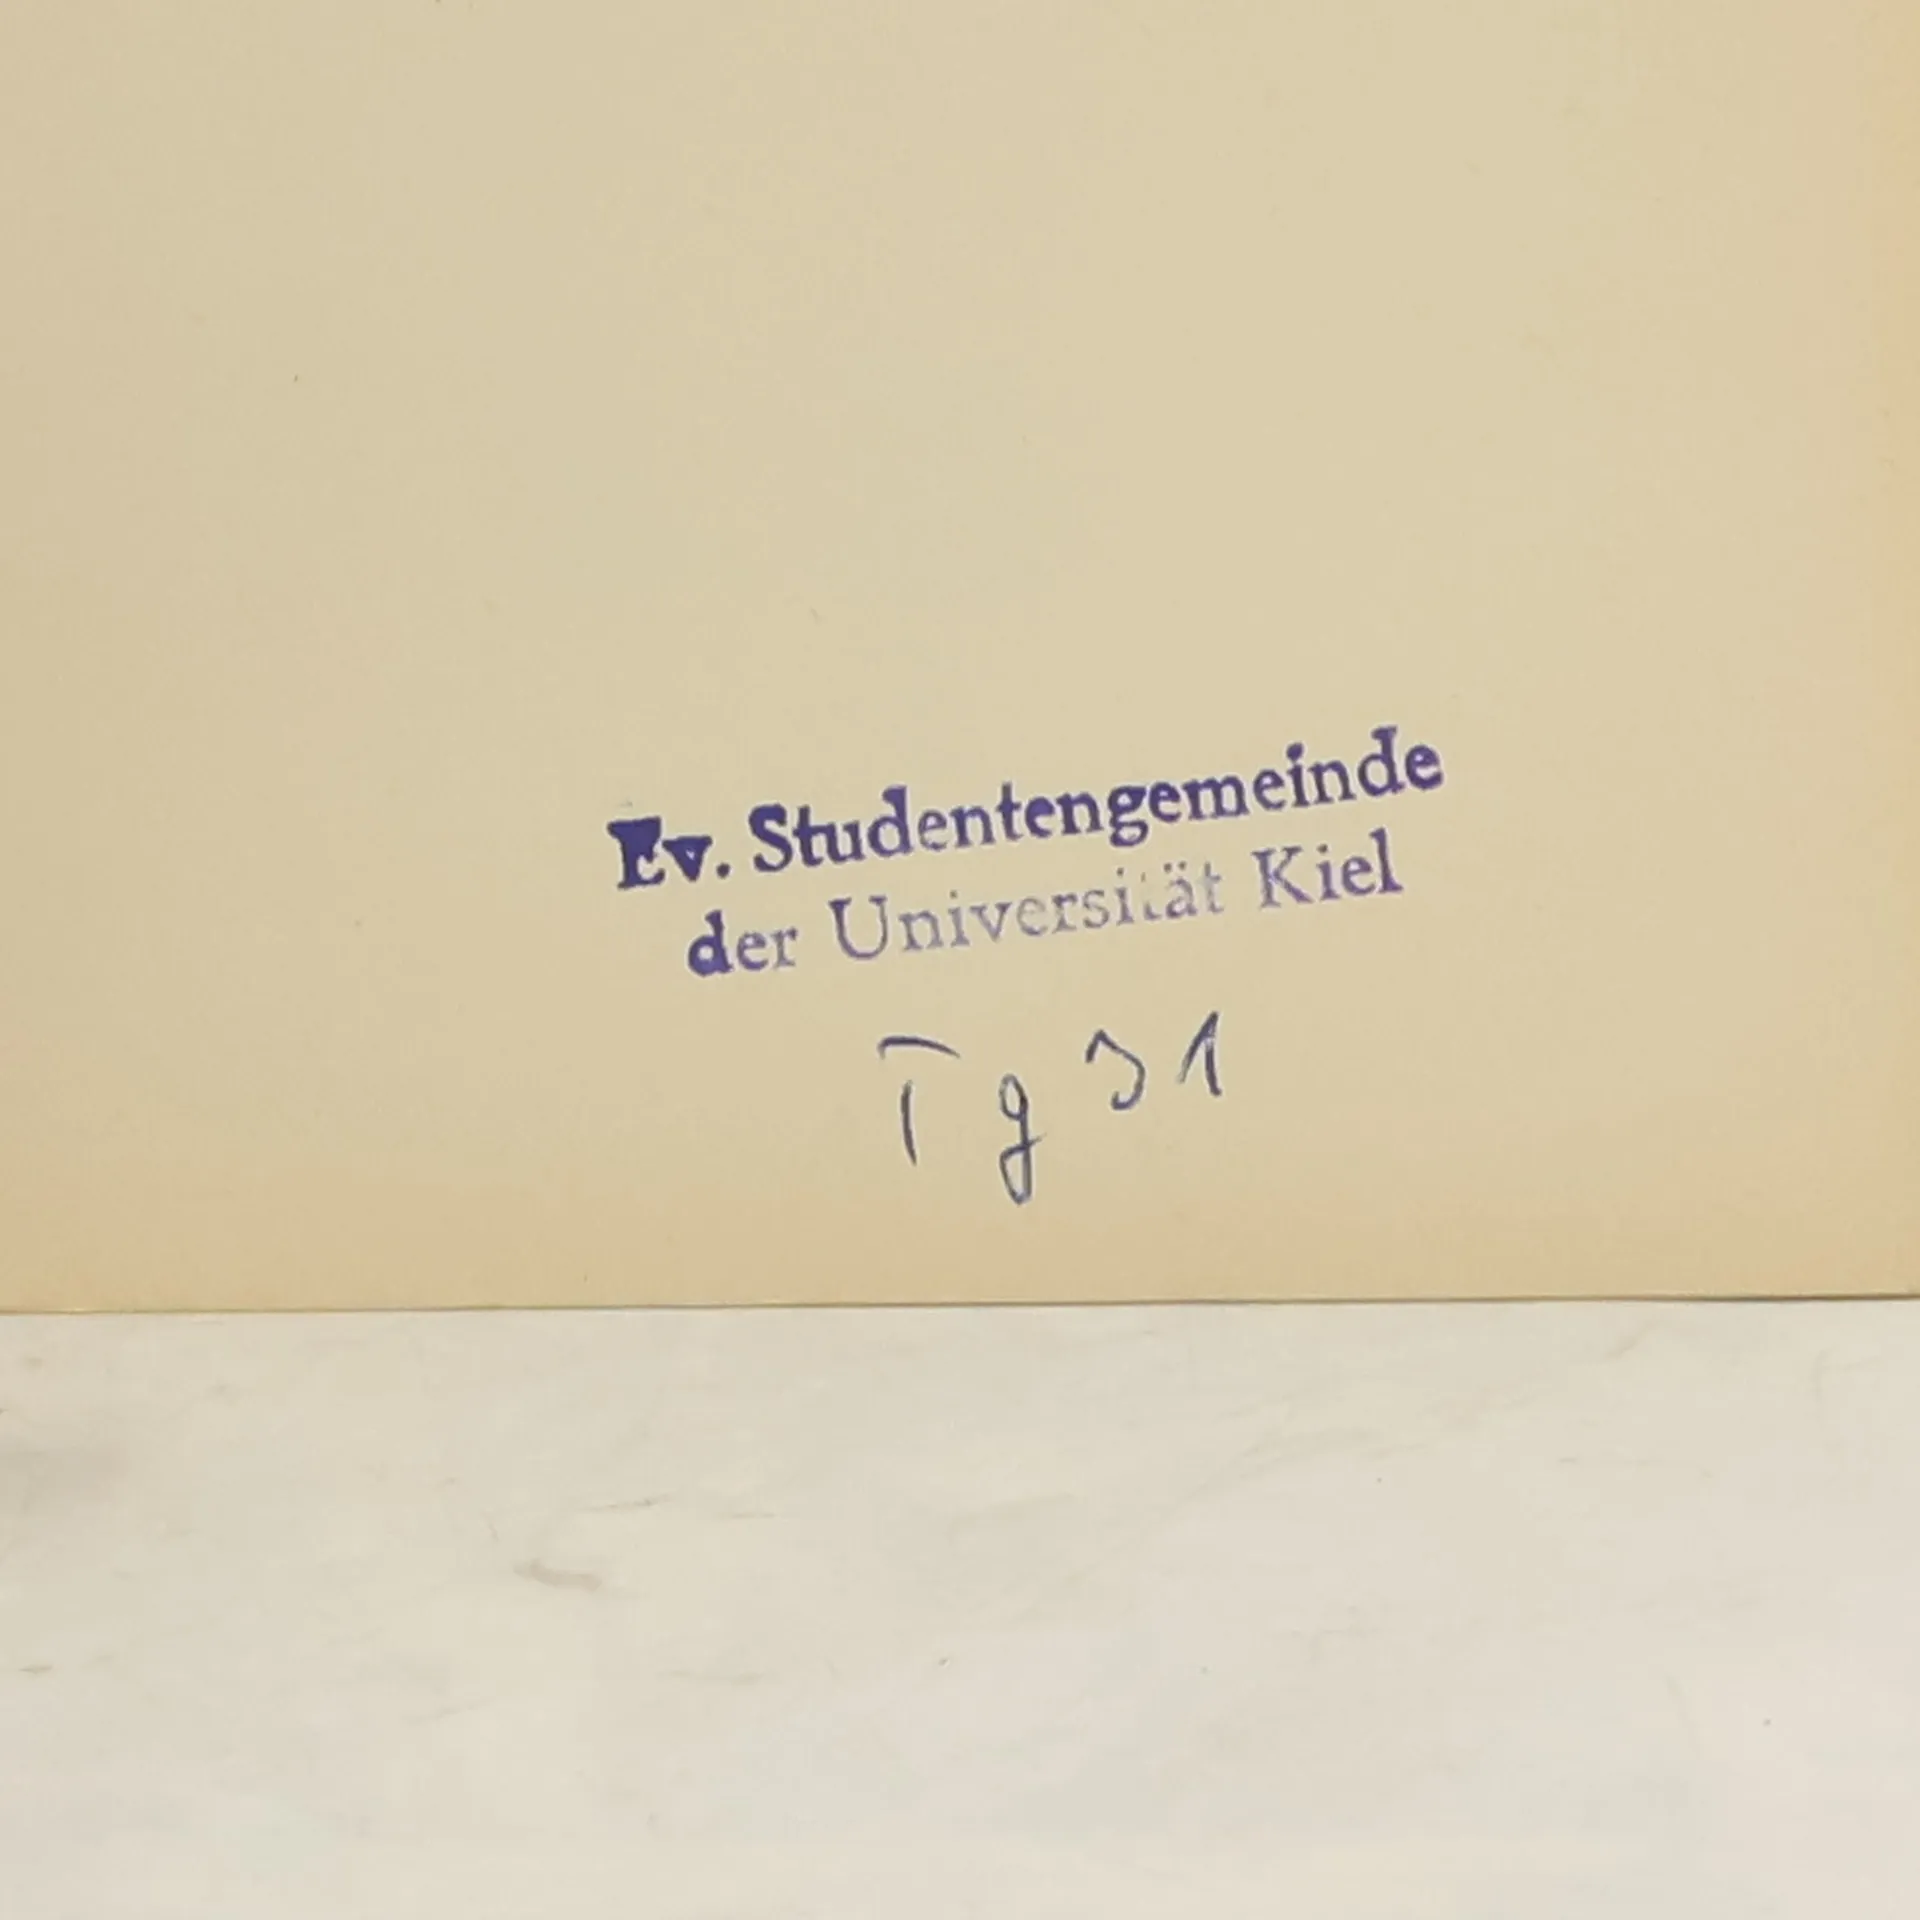 Ev. Studentengemeinde
der Universität Kiel
Tg 31